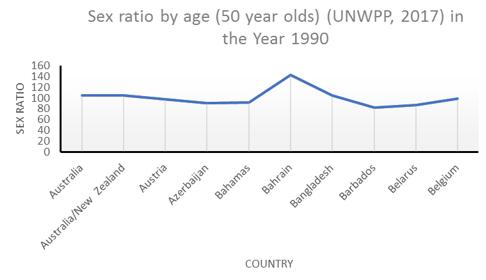 Sex ratio by age (50 year olds) (UNWPP, 2017) in
the Year 1990
SEX RATIO
160
140
120
100
80
60
40
20
0
Australia
Australia/New Zealand
Austria
Azerbaijan
Bahamas
Bahrain
Bangladesh
Barbados
Belarus
Belgium
COUNTRY